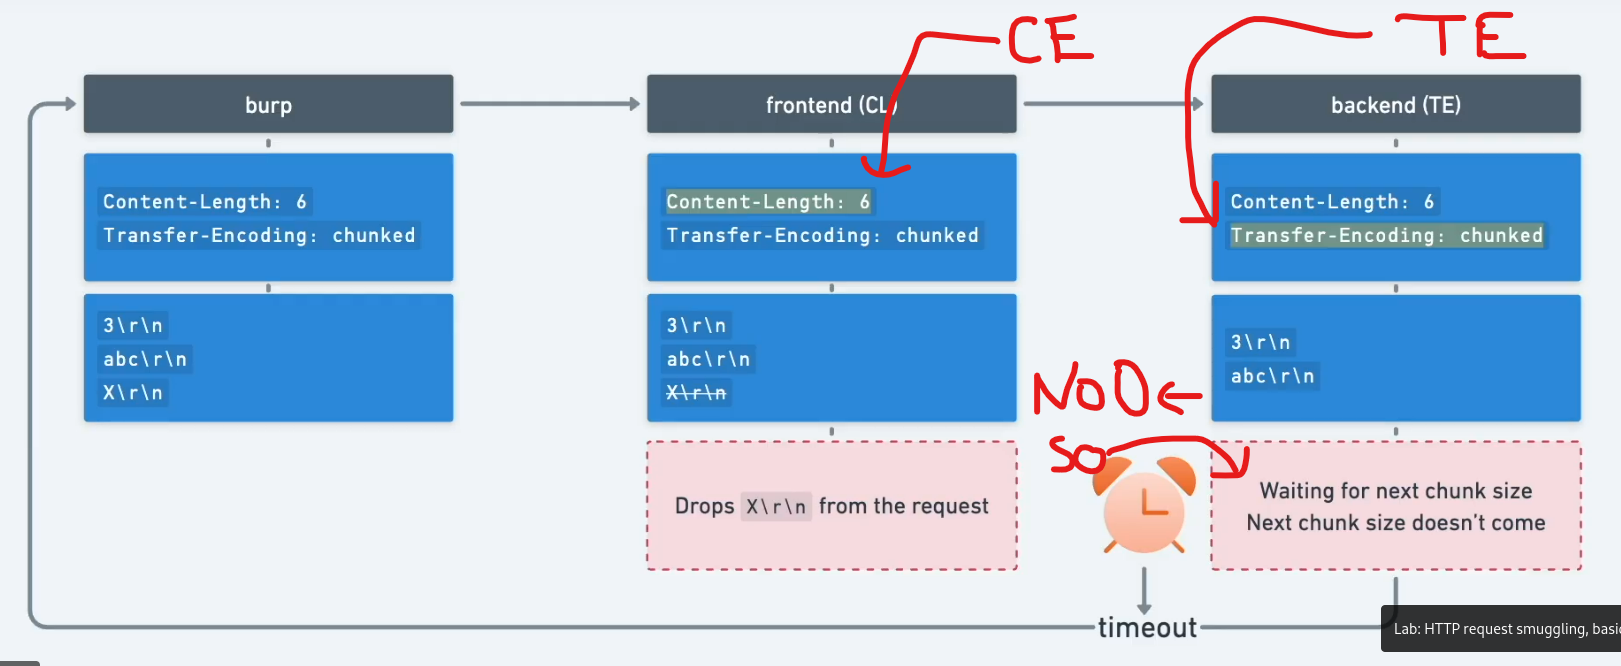 CE
TE
burp
frontend (CL)
backend (TE)
Content-Length: 6
Transfer-Encoding: chunked
Content-Length: 6
Transfer-Encoding: chunked
Content-Length: 6
Transfer-Encoding: chunked
3\r\n
abc\r\n
X\r\n
3\r\n
abc\r\n
X\r\n
3\r\n
abc\r\n
No 0
so
Drops X\r\n from the request
Waiting for next chunk size
Next chunk size doesn't come
timeout
Lab: HTTP request smuggling, basi